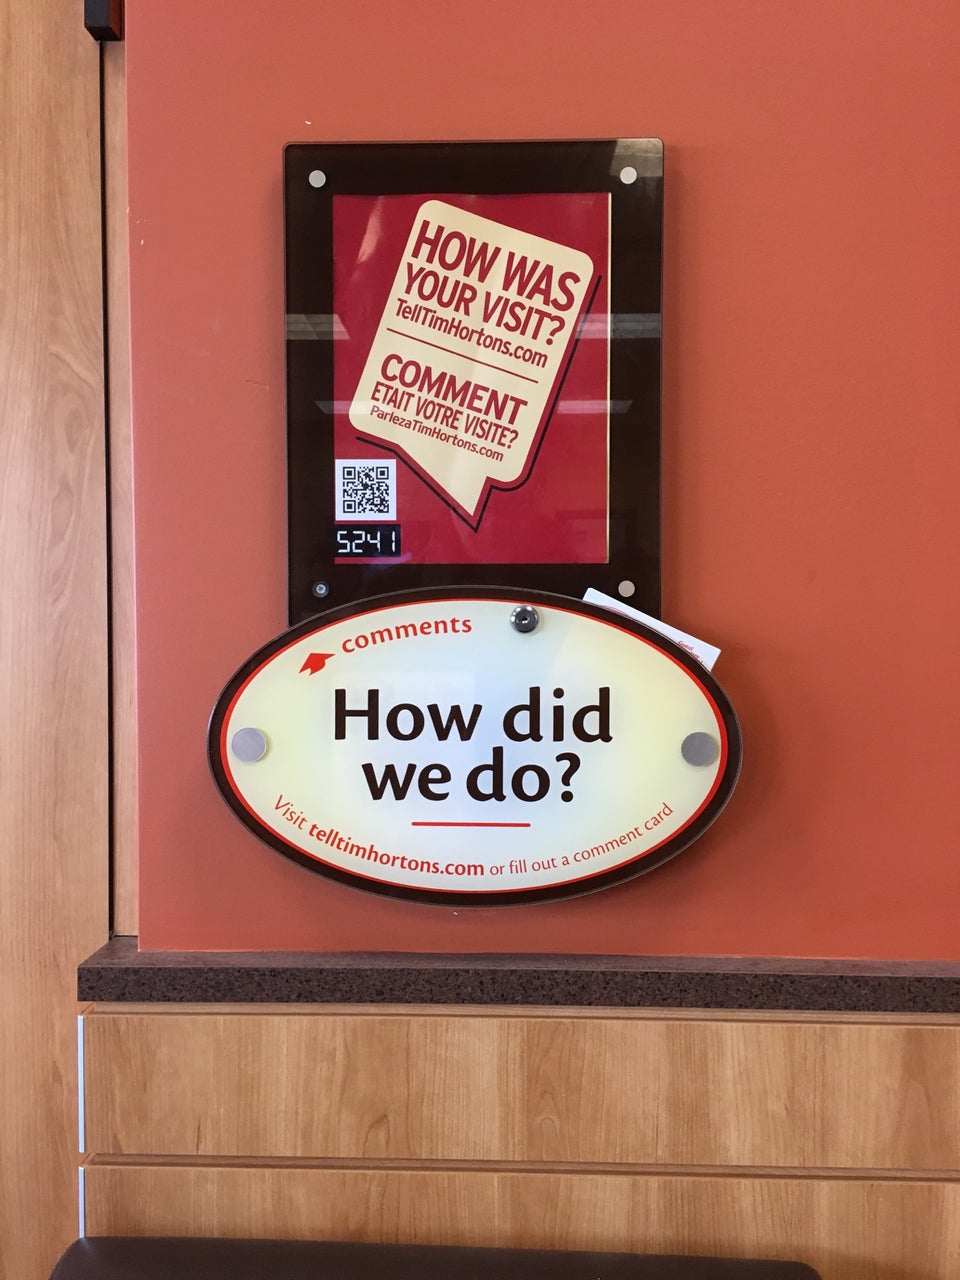 HOW WAS
YOUR VISIT?
TellTimHortons.com
COMMENT
ETAIT VOTRE VISITE?
ParlezaTimHortons.com
5241
comments
How did
we do?
Visit telltimhortons.com or fill out a comment card
Guest